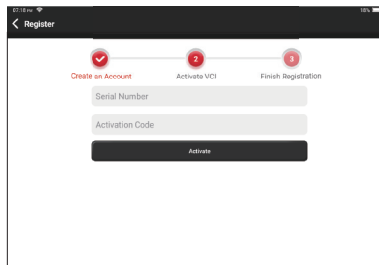 07:18 PM 18%
Register
2 3
Create an Account Activate VCI Finish Registration
Serial Number
Activation Code
Activate